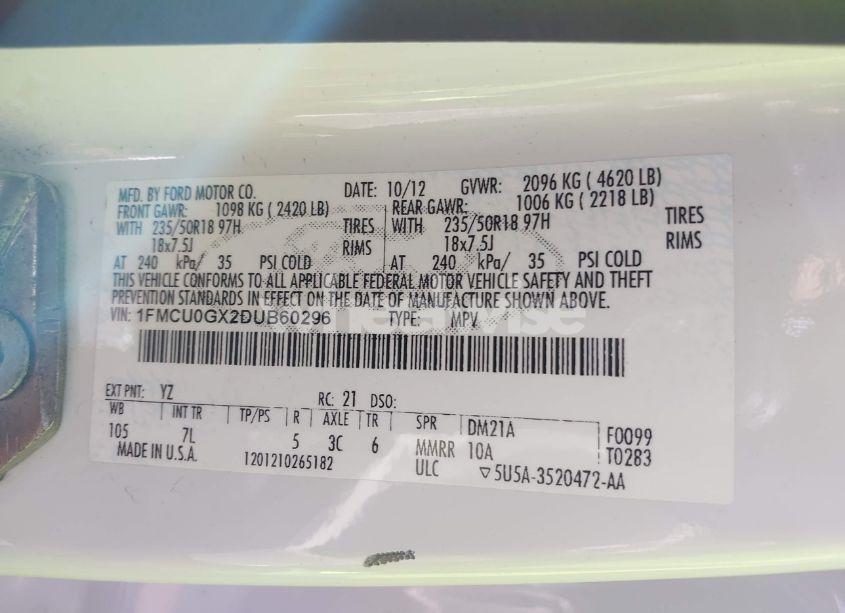 MFD. BY FORD MOTOR CO. DATE: 10/12 GVWR: 2096 KG ( 4620 LB)
FRONT GAWR: 1098 KG ( 2420 LB) REAR GAWR: 1006 KG ( 2218 LB)
WITH 235/50R18 97H TIRES WITH 235/50R18 97H TIRES
18x7.5J RIMS 18x7.5J RIMS
AT 240 kPa/ 35 PSI COLD AT 240 kPa/ 35 PSI COLD
THIS VEHICLE CONFORMS TO ALL APPLICABLE FEDERAL MOTOR VEHICLE SAFETY AND THEFT
PREVENTION STANDARDS IN EFFECT ON THE DATE OF MANUFACTURE SHOWN ABOVE.
VIN: 1FMCU0GX2DUB60296 TYPE: MPV
EXT PNT: YZ RC: 21 DSO:
WB INT TR TP/PS R AXLE TR SPR DM21A F0099
105 7L 5 3C 6 MMRR 10A T0283
MADE IN U.S.A. 1201210265182 ULC ▽5U5A-3520472-AA